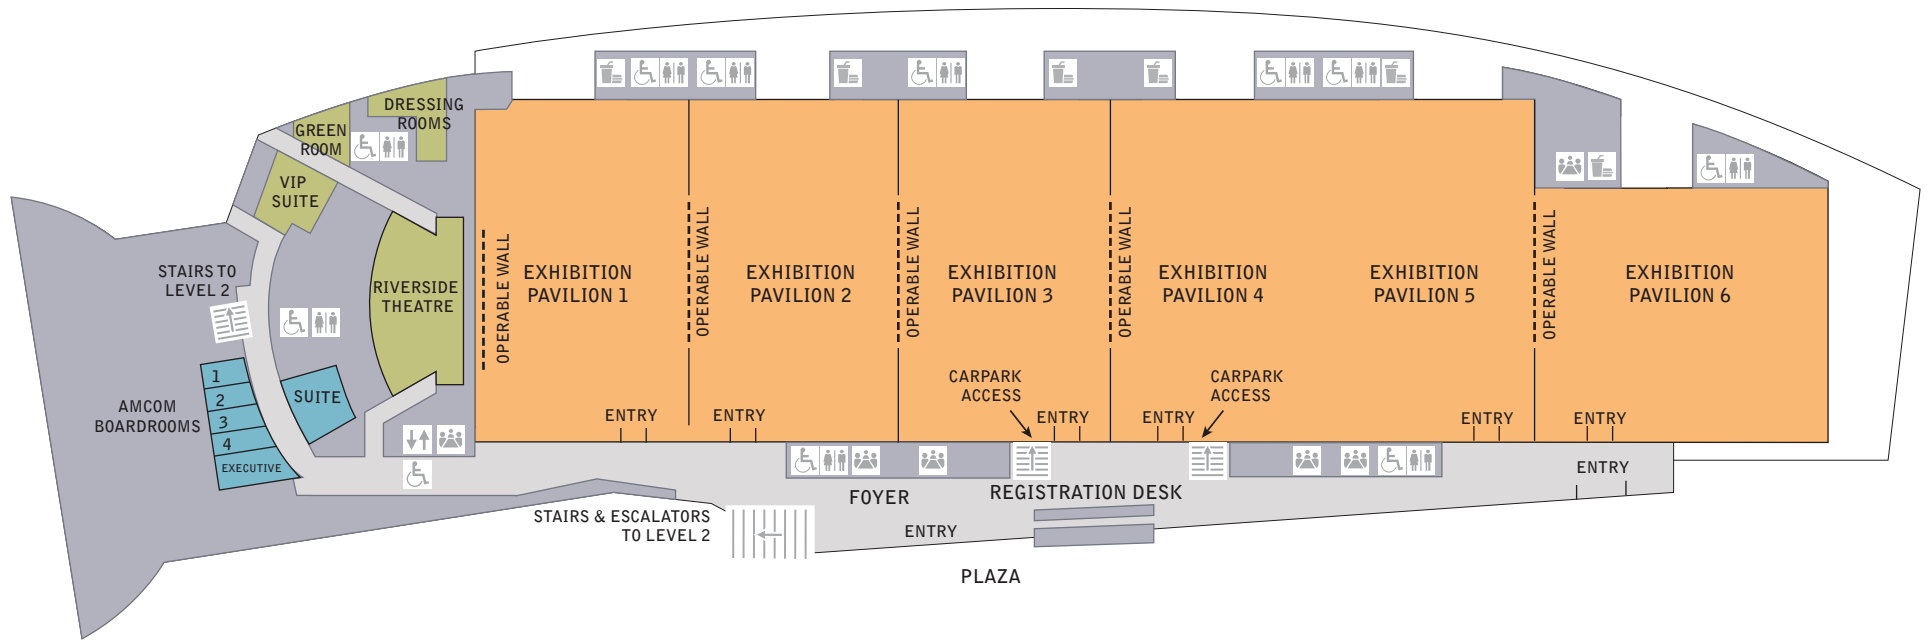 DRESSING
ROOMS
GREEN
ROOM
VIP
SUITE
STAIRS TO
LEVEL 2
RIVERSIDE
THEATRE
OPERABLE WALL
EXHIBITION
PAVILION 1
OPERABLE WALL
EXHIBITION
PAVILION 2
OPERABLE WALL
EXHIBITION
PAVILION 3
OPERABLE WALL
EXHIBITION
PAVILION 4
EXHIBITION
PAVILION 5
OPERABLE WALL
EXHIBITION
PAVILION 6
AMCOM
BOARDROOMS
1
2
3
4
EXECUTIVE
SUITE
CARPARK
ACCESS
CARPARK
ACCESS
ENTRY
ENTRY
ENTRY
ENTRY
ENTRY
ENTRY
ENTRY
FOYER
REGISTRATION DESK
STAIRS & ESCALATORS
TO LEVEL 2
ENTRY
PLAZA